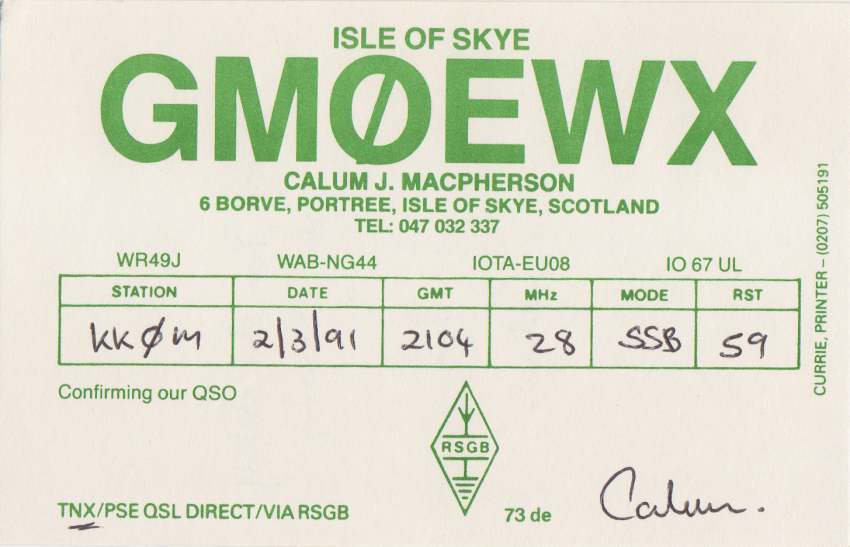 ISLE OF SKYE
GMØEWX
CALUM J. MACPHERSON
6 BORVE, PORTREE, ISLE OF SKYE, SCOTLAND
TEL: 047 032 337
WR49J WAB-NG44 IOTA-EU08 IO 67 UL
STATION DATE GMT MHz MODE RST
KKØM 2/3/91 2104 28 SSB 59
Confirming our QSO
RSGB
TNX/PSE QSL DIRECT/VIA RSGB 73 de Calum.
CURRIE, PRINTER – (0207) 505191